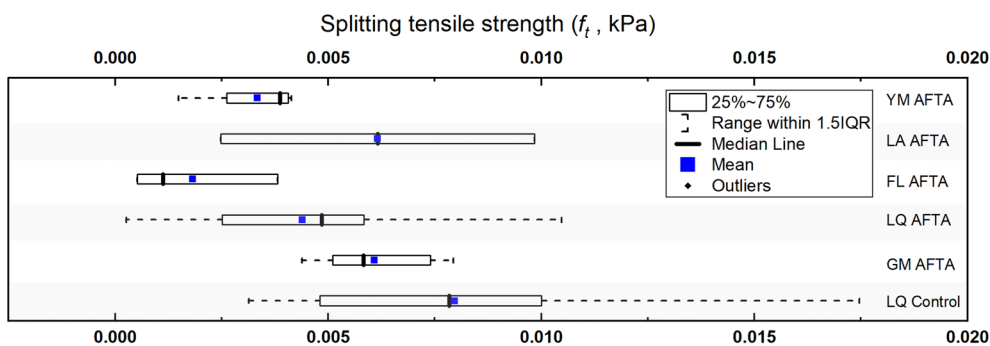 Splitting tensile strength (f_t , kPa)
0.000 0.005 0.010 0.015 0.020
YM AFTA
LA AFTA
FL AFTA
LQ AFTA
GM AFTA
LQ Control
25%~75%
Range within 1.5IQR
Median Line
Mean
Outliers
0.000 0.005 0.010 0.015 0.020